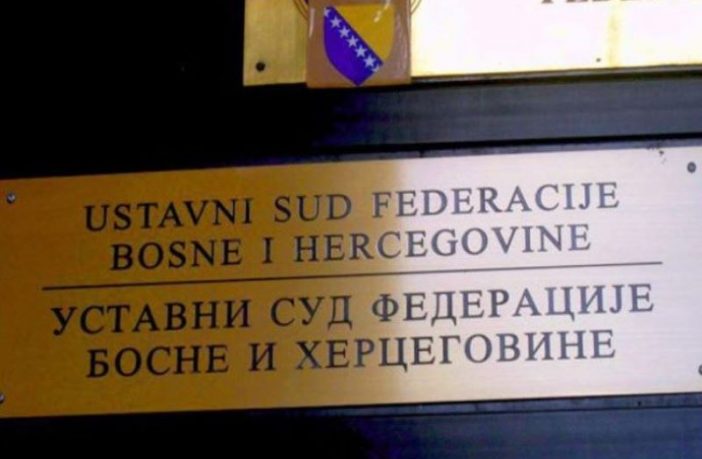 USTAVNI SUD FEDERACIJE
BOSNE I HERCEGOVINE
УСТАВНИ СУД ФЕДЕРАЦИЈЕ
БОСНЕ И ХЕРЦЕГОВИНЕ